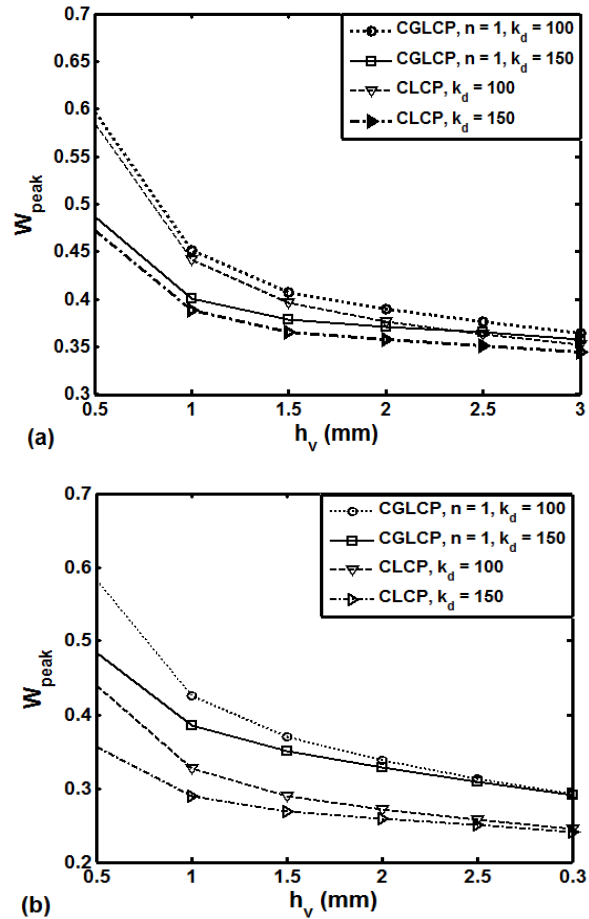 0.7
0.65
0.6
0.55
0.5
0.45
0.4
0.35
0.3
W_peak
CGLCP, n = 1, k_d = 100
CGLCP, n = 1, k_d = 150
CLCP, k_d = 100
CLCP, k_d = 150
0.5 1 1.5 2 2.5 3
h_v (mm)
(a)
0.7
0.6
0.5
0.4
0.3
0.2
W_peak
CGLCP, n = 1, k_d = 100
CGLCP, n = 1, k_d = 150
CLCP, k_d = 100
CLCP, k_d = 150
0.5 1 1.5 2 2.5 0.3
h_v (mm)
(b)